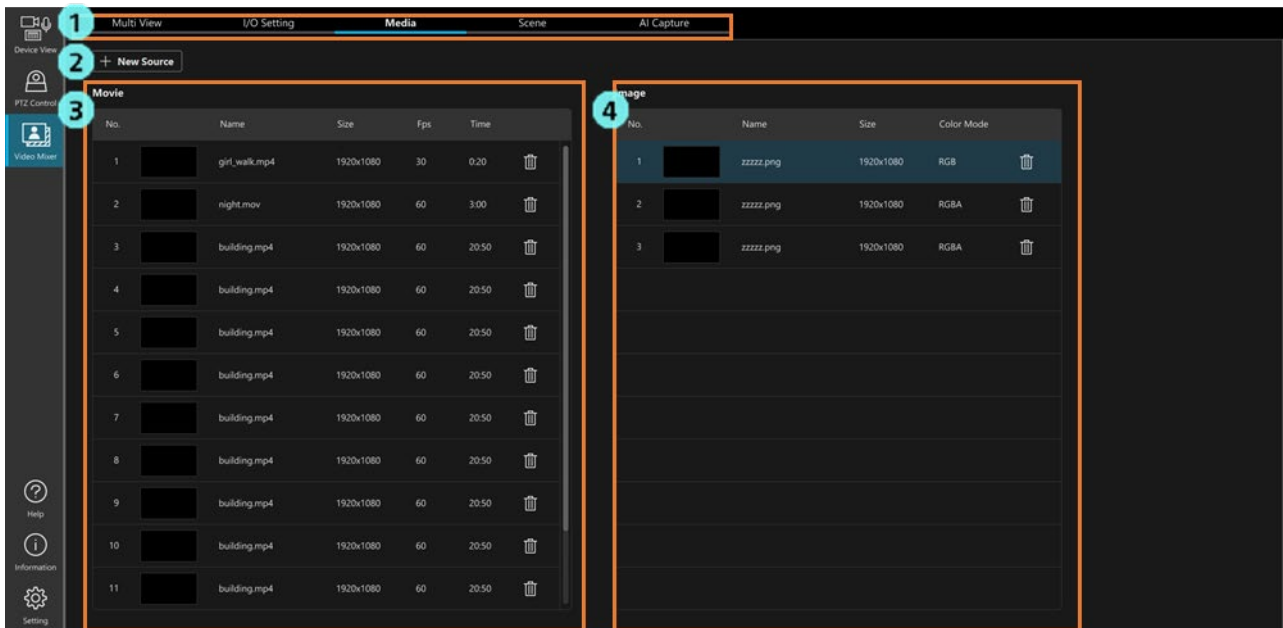 1
Multi View I/O Setting Media Scene AI Capture
Device View
PTZ Control
Video Mixer
Help
Information
Setting
2
+ New Source
3
Movie
No. Name Size Fps Time
1 girl_walk.mp4 1920x1080 30 0:20
2 night.mov 1920x1080 60 3:00
3 building.mp4 1920x1080 60 20:50
4 building.mp4 1920x1080 60 20:50
5 building.mp4 1920x1080 60 20:50
6 building.mp4 1920x1080 60 20:50
7 building.mp4 1920x1080 60 20:50
8 building.mp4 1920x1080 60 20:50
9 building.mp4 1920x1080 60 20:50
10 building.mp4 1920x1080 60 20:50
11 building.mp4 1920x1080 60 20:50
4
mage
No. Name Size Color Mode
1 zzzzz.png 1920x1080 RGB
2 zzzzz.png 1920x1080 RGBA
3 zzzzz.png 1920x1080 RGBA